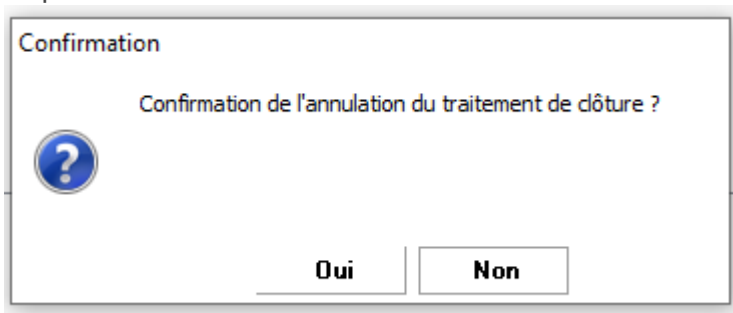 Confirmation
Confirmation de l'annulation du traitement de clôture ?
Oui
Non